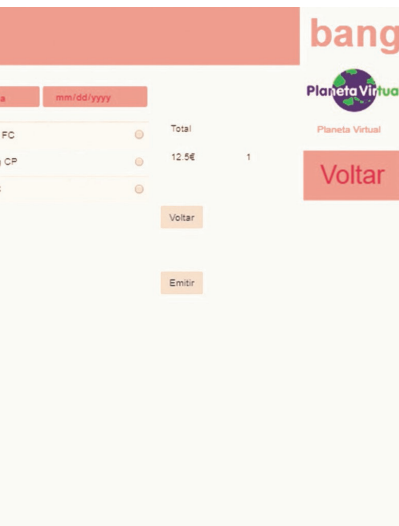 bang
a mm/dd/yyyy
Planeta Virtual
Planeta Virtual
FC Total
CP 12.5€ 1
Voltar
Voltar
Emitir